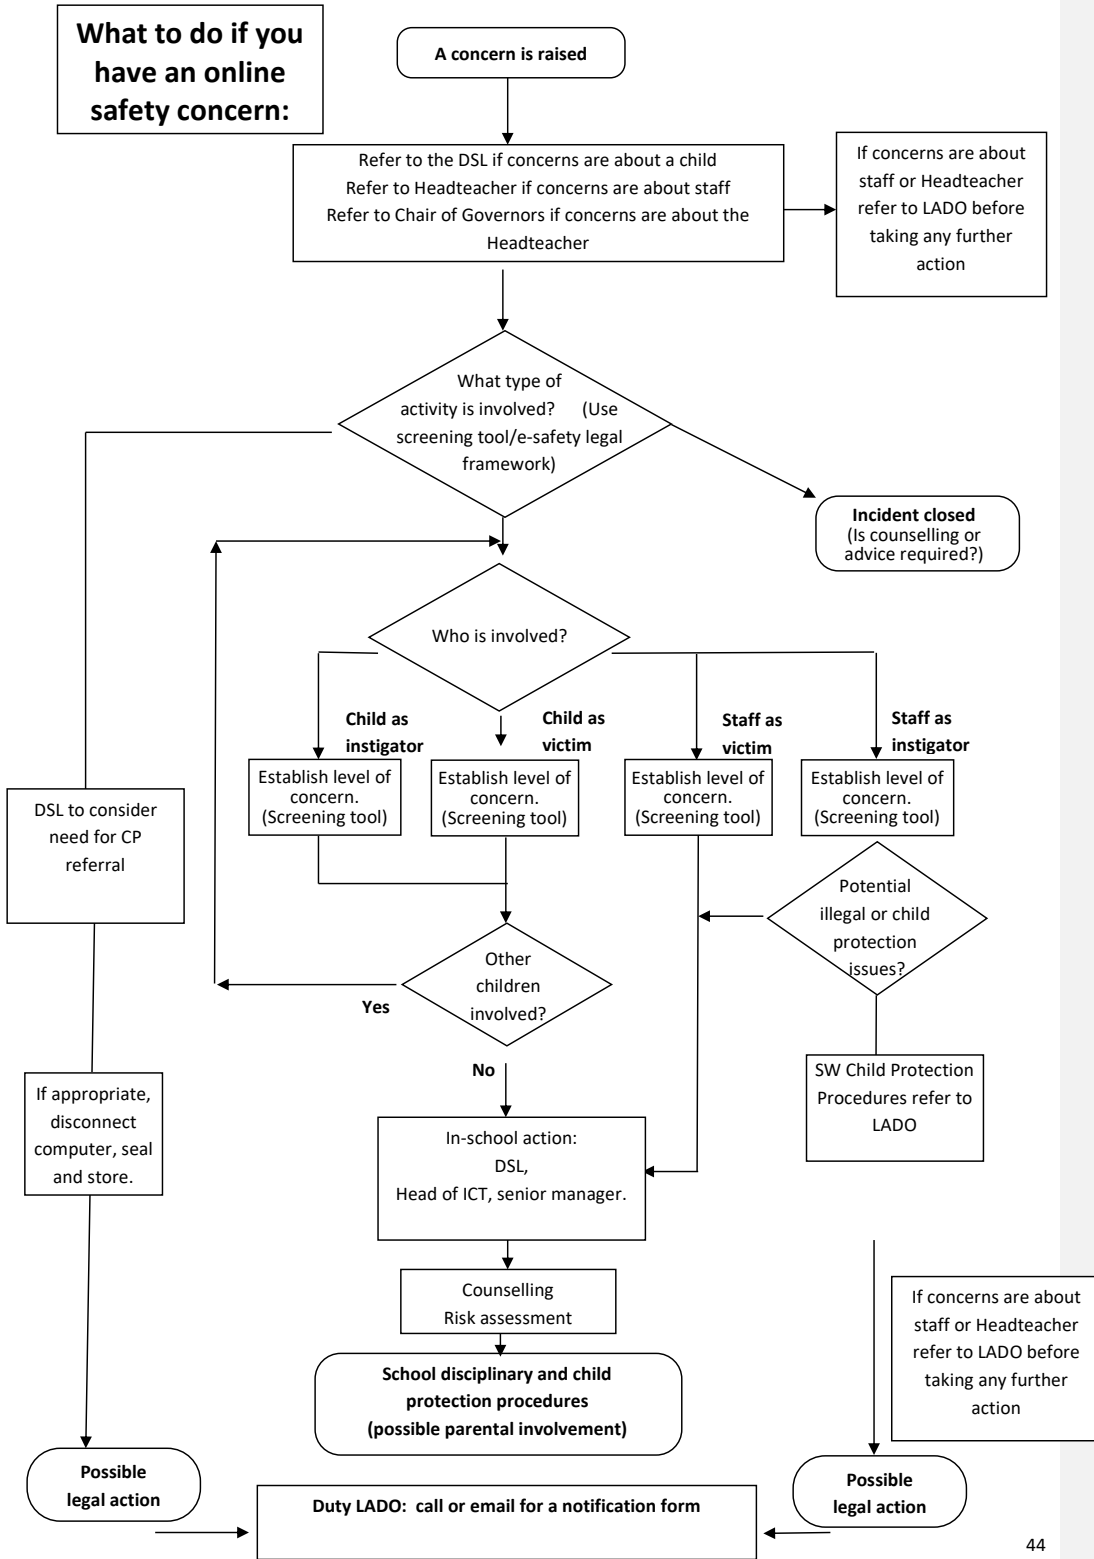 What to do if you
have an online
safety concern:
A concern is raised
Refer to the DSL if concerns are about a child
Refer to Headteacher if concerns are about staff
Refer to Chair of Governors if concerns are about the
Headteacher
If concerns are about
staff or Headteacher
refer to LADO before
taking any further
action
What type of
activity is involved? (Use
screening tool/e-safety legal
framework)
Incident closed
(Is counselling or
advice required?)
Who is involved?
Child as
instigator
Child as
victim
Staff as
victim
Staff as
instigator
Establish level of
concern.
(Screening tool)
Establish level of
concern.
(Screening tool)
Establish level of
concern.
(Screening tool)
Establish level of
concern.
(Screening tool)
DSL to consider
need for CP
referral
Potential
illegal or child
protection
issues?
Other
children
involved?
Yes
No
SW Child Protection
Procedures refer to
LADO
If appropriate,
disconnect
computer, seal
and store.
In-school action:
DSL,
Head of ICT, senior manager.
Counselling
Risk assessment
If concerns are about
staff or Headteacher
refer to LADO before
taking any further
action
School disciplinary and child
protection procedures
(possible parental involvement)
Possible
legal action
Possible
legal action
Duty LADO: call or email for a notification form
44